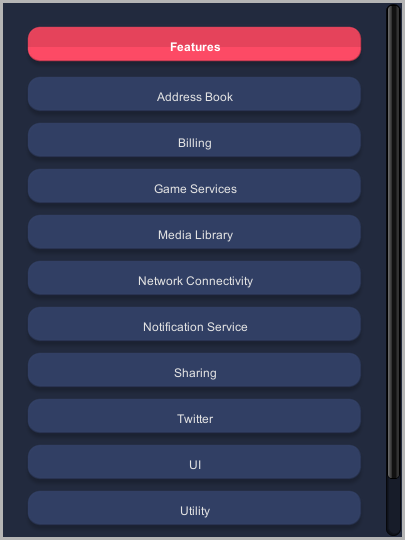 Features
Address Book
Billing
Game Services
Media Library
Network Connectivity
Notification Service
Sharing
Twitter
UI
Utility